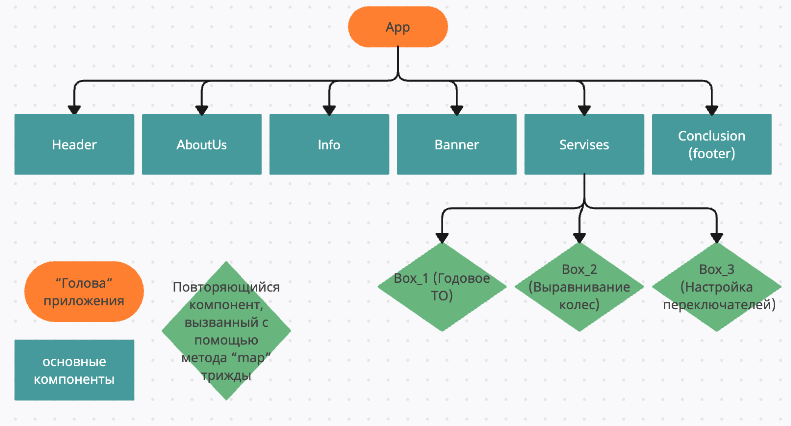 App
Header
AboutUs
Info
Banner
Servises
Conclusion
(footer)
Box_1 (Годовое
ТО)
Box_2
(Выравнивание
колес)
Box_3
(Настройка
переключателей)
"Голова"
приложения
Повторяющийся
компонент,
вызванный с
помощью
метода "map"
трижды
основные
компоненты